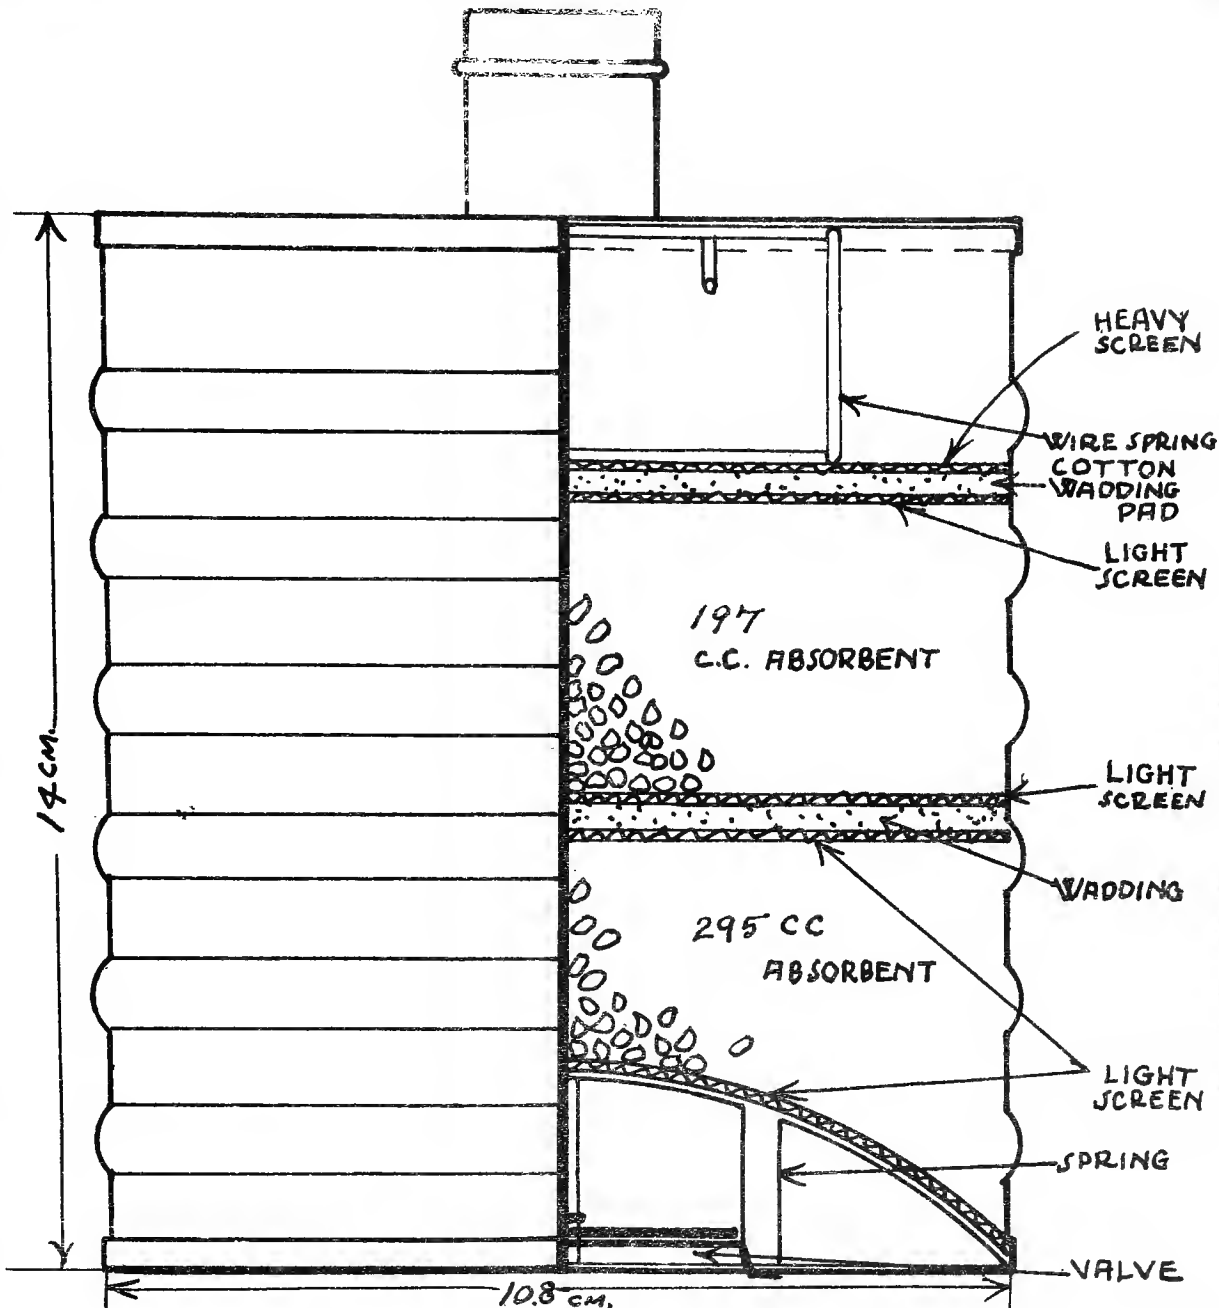 HEAVY
SCREEN
WIRE SPRING
COTTON
WADDING
PAD
LIGHT
SCREEN
197
C.C. ABSORBENT
14 CM.
LIGHT
SCREEN
WADDING
295 CC
ABSORBENT
LIGHT
SCREEN
SPRING
VALVE
10.8 CM.